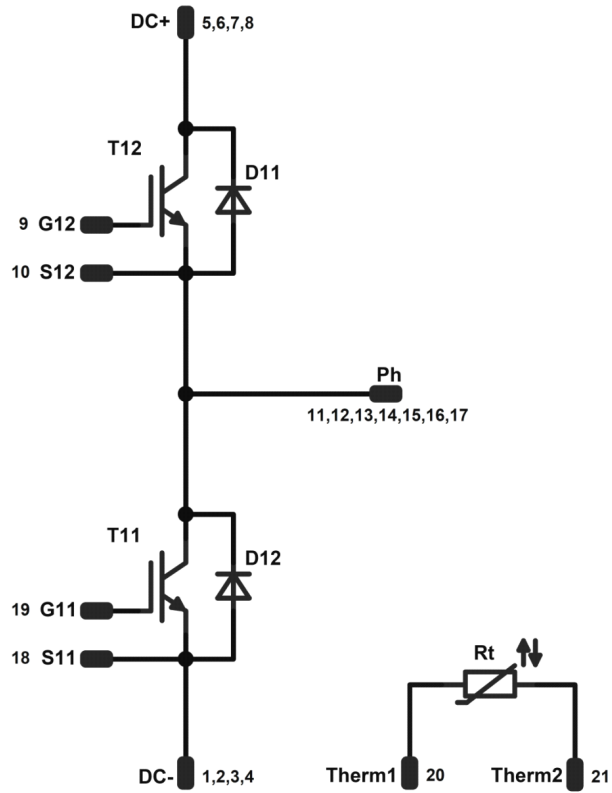 DC+ 5,6,7,8
T12
D11
9 G12
10 S12
Ph
11,12,13,14,15,16,17
T11
D12
19 G11
18 S11
Rt
DC- 1,2,3,4
Therm1 20
Therm2 21